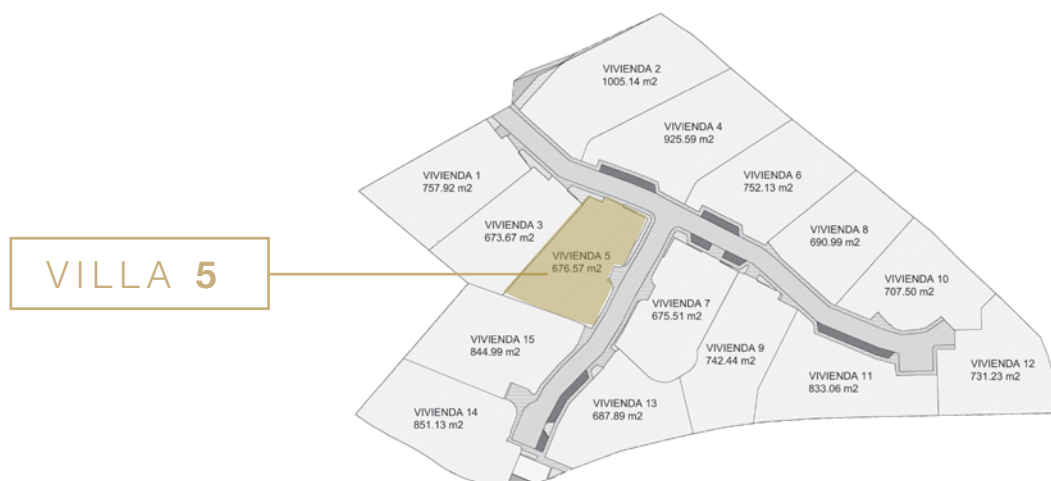 VIVIENDA 2
1005.14 m2
VIVIENDA 4
925.59 m2
VIVIENDA 1
757.92 m2
VIVIENDA 6
752.13 m2
VIVIENDA 3
673.67 m2
VIVIENDA 8
690.99 m2
VILLA 5
VIVIENDA 5
676.57 m2
VIVIENDA 10
707.50 m2
VIVIENDA 7
675.51 m2
VIVIENDA 15
844.99 m2
VIVIENDA 9
742.44 m2
VIVIENDA 11
833.06 m2
VIVIENDA 12
731.23 m2
VIVIENDA 14
851.13 m2
VIVIENDA 13
687.89 m2